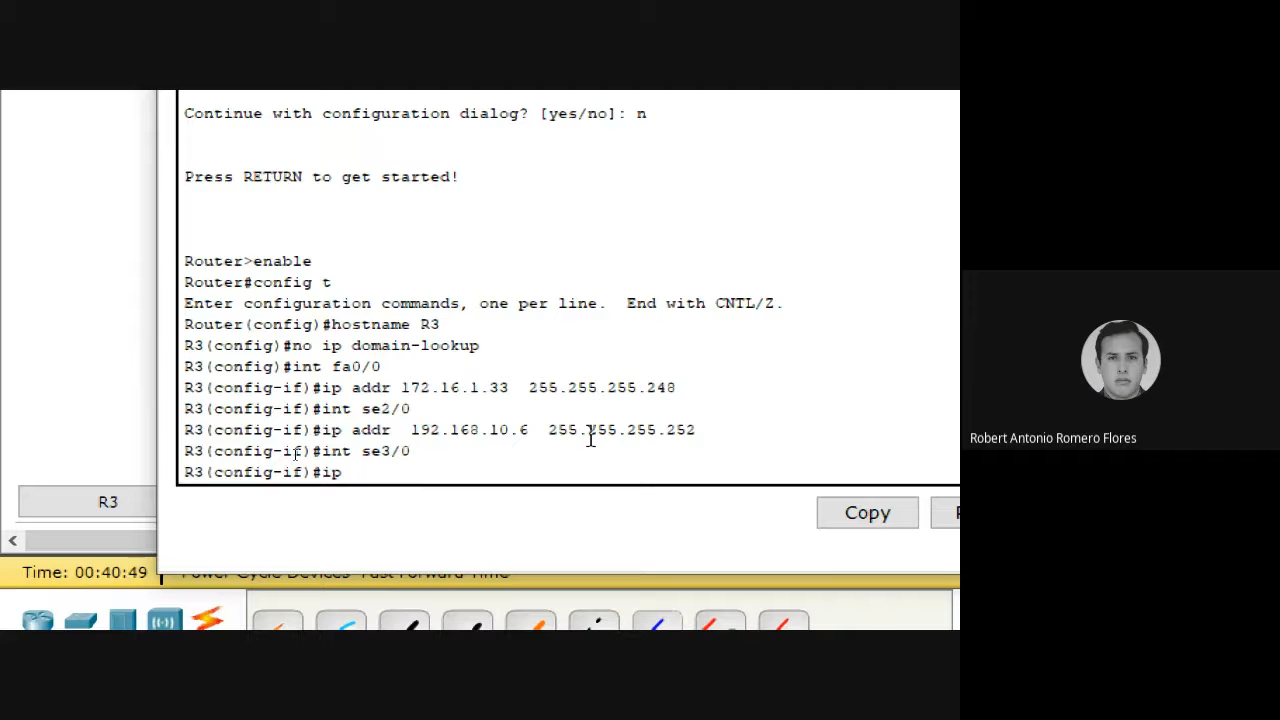 Continue with configuration dialog? [yes/no]: n
Press RETURN to get started!
Router>enable
Router#config t
Enter configuration commands, one per line.  End with CNTL/Z.
Router(config)#hostname R3
R3(config)#no ip domain-lookup
R3(config)#int fa0/0
R3(config-if)#ip addr 172.16.1.33  255.255.255.248
R3(config-if)#int se2/0
R3(config-if)#ip addr  192.168.10.6  255.255.255.252
R3(config-if)#int se3/0
R3(config-if)#ip
R3
Copy
Time: 00:40:49
Power Cycle Devices Fast Forward Time
Robert Antonio Romero Flores